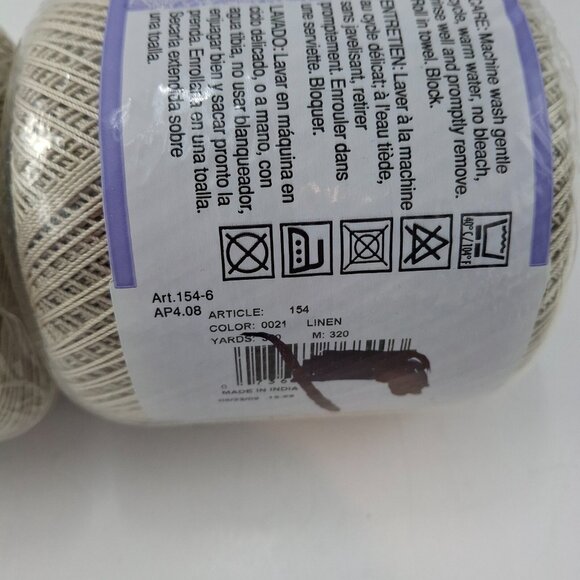 CARE: Machine wash gentle
cycle, warm water, no bleach,
rinse well and promptly remove.
Roll in towel. Block.
ENTRETIEN: Laver à la machine
au cycle délicat, à l'eau tiède,
sans javellisant, retirer
promptement. Enrouler dans
une serviette. Bloquer.
LAVADO: Lavar en máquina en
ciclo delicado, o a mano, con
agua tibia, no usar blanqueador,
enjuagar bien y sacar pronto la
prenda. Enrollarla en una toalla.
Secarla extendida sobre
una toalla.
40° C / 104° F
Art.154-6
AP4.08
ARTICLE: 154
COLOR: 0021 LINEN
YARDS: M: 320
MADE IN INDIA